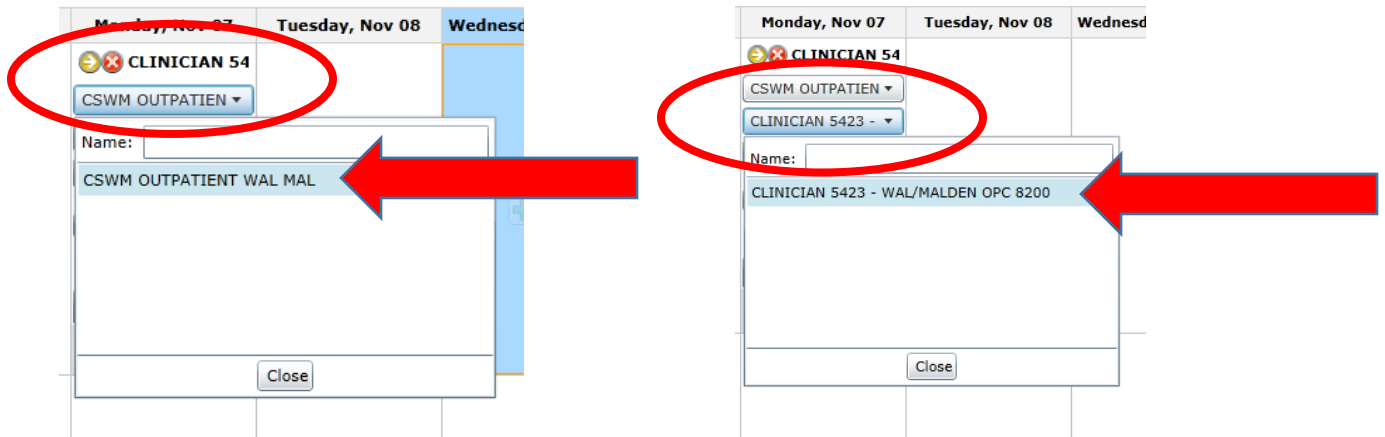 Monday, Nov 07 Tuesday, Nov 08 Wednesd
CLINICIAN 54
CSWM OUTPATIEN
Name:
CSWM OUTPATIENT WAL MAL
Close
Monday, Nov 07 Tuesday, Nov 08 Wednesd
CLINICIAN 54
CSWM OUTPATIEN
CLINICIAN 5423 -
Name:
CLINICIAN 5423 - WAL/MALDEN OPC 8200
Close